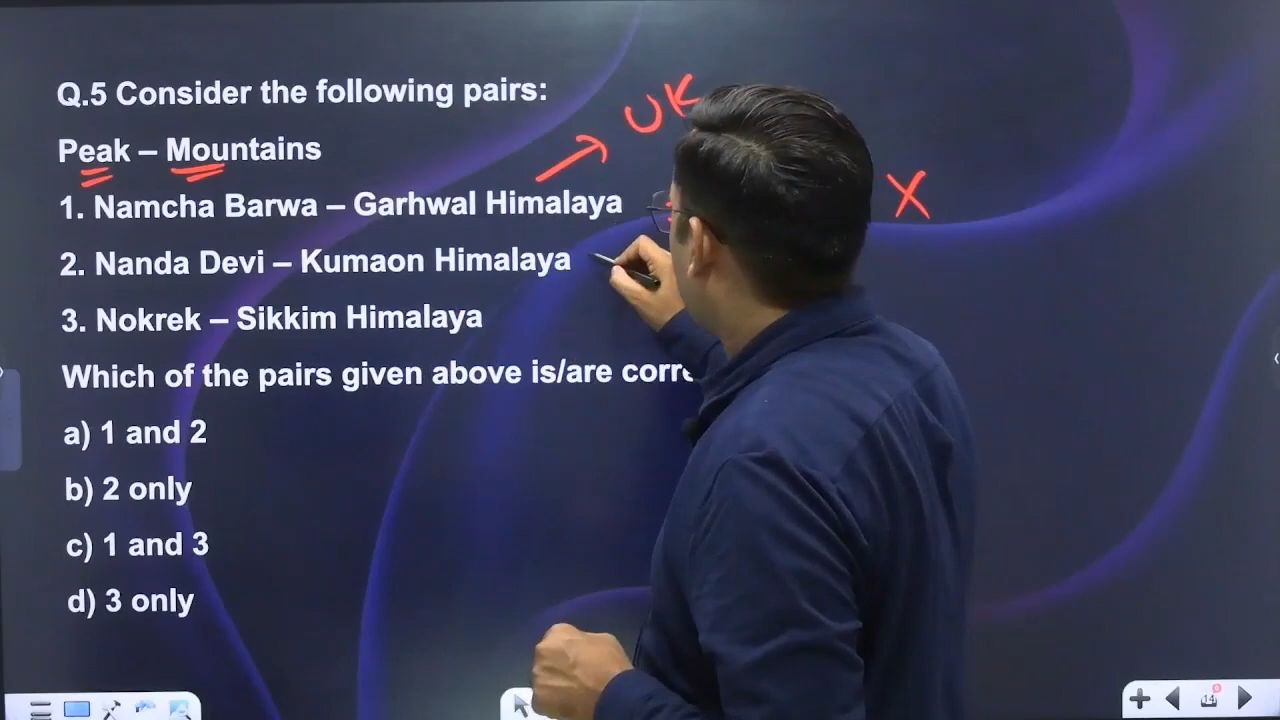 Q.5 Consider the following pairs:
UK
Peak – Mountains
1. Namcha Barwa – Garhwal Himalaya X
2. Nanda Devi – Kumaon Himalaya
3. Nokrek – Sikkim Himalaya
Which of the pairs given above is/are corre
a) 1 and 2
b) 2 only
c) 1 and 3
d) 3 only
14